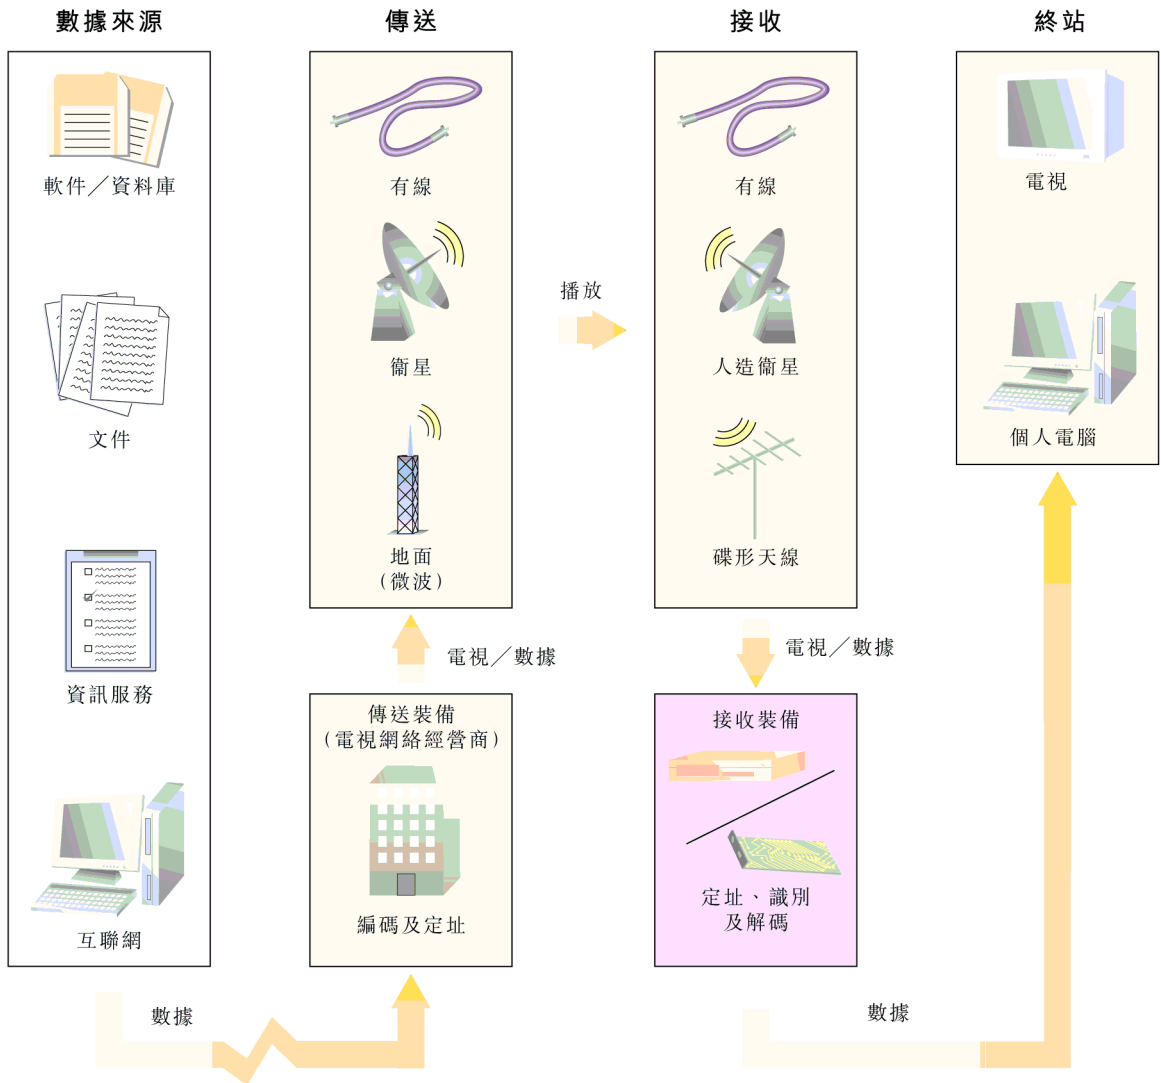 數據來源
傳送
接收
終站
軟件／資料庫
文件
資訊服務
互聯網
數據
有線
衞星
地面
(微波)
電視／數據
傳送裝備
(電視網絡經營商)
編碼及定址
播放
有線
人造衞星
碟形天線
電視／數據
接收裝備
定址、識別
及解碼
數據
電視
個人電腦